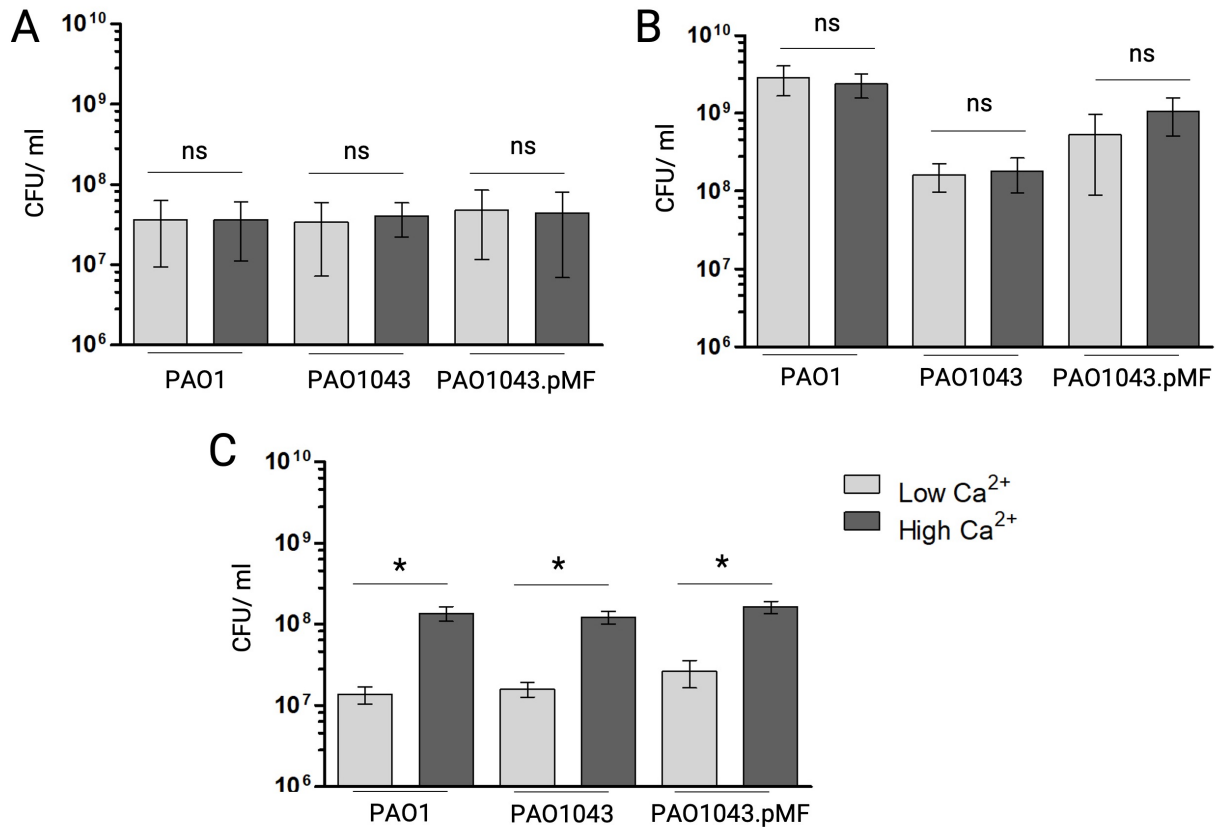 A
10¹⁰
10⁹
10⁸
10⁷
10⁶
CFU/ ml
ns
ns
ns
PAO1
PAO1043
PAO1043.pMF
B
10¹⁰
10⁹
10⁸
10⁷
10⁶
CFU/ ml
ns
ns
ns
PAO1
PAO1043
PAO1043.pMF
C
10¹⁰
10⁹
10⁸
10⁷
10⁶
CFU/ ml
*
*
*
PAO1
PAO1043
PAO1043.pMF
Low Ca²⁺
High Ca²⁺